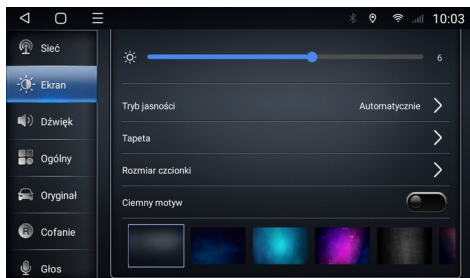 10:03
Sieć
Ekran
Dźwięk
Ogólny
Oryginał
R Cofanie
Głos
6
Tryb jasności Automatycznie
Tapeta
Rozmiar czcionki
Ciemny motyw